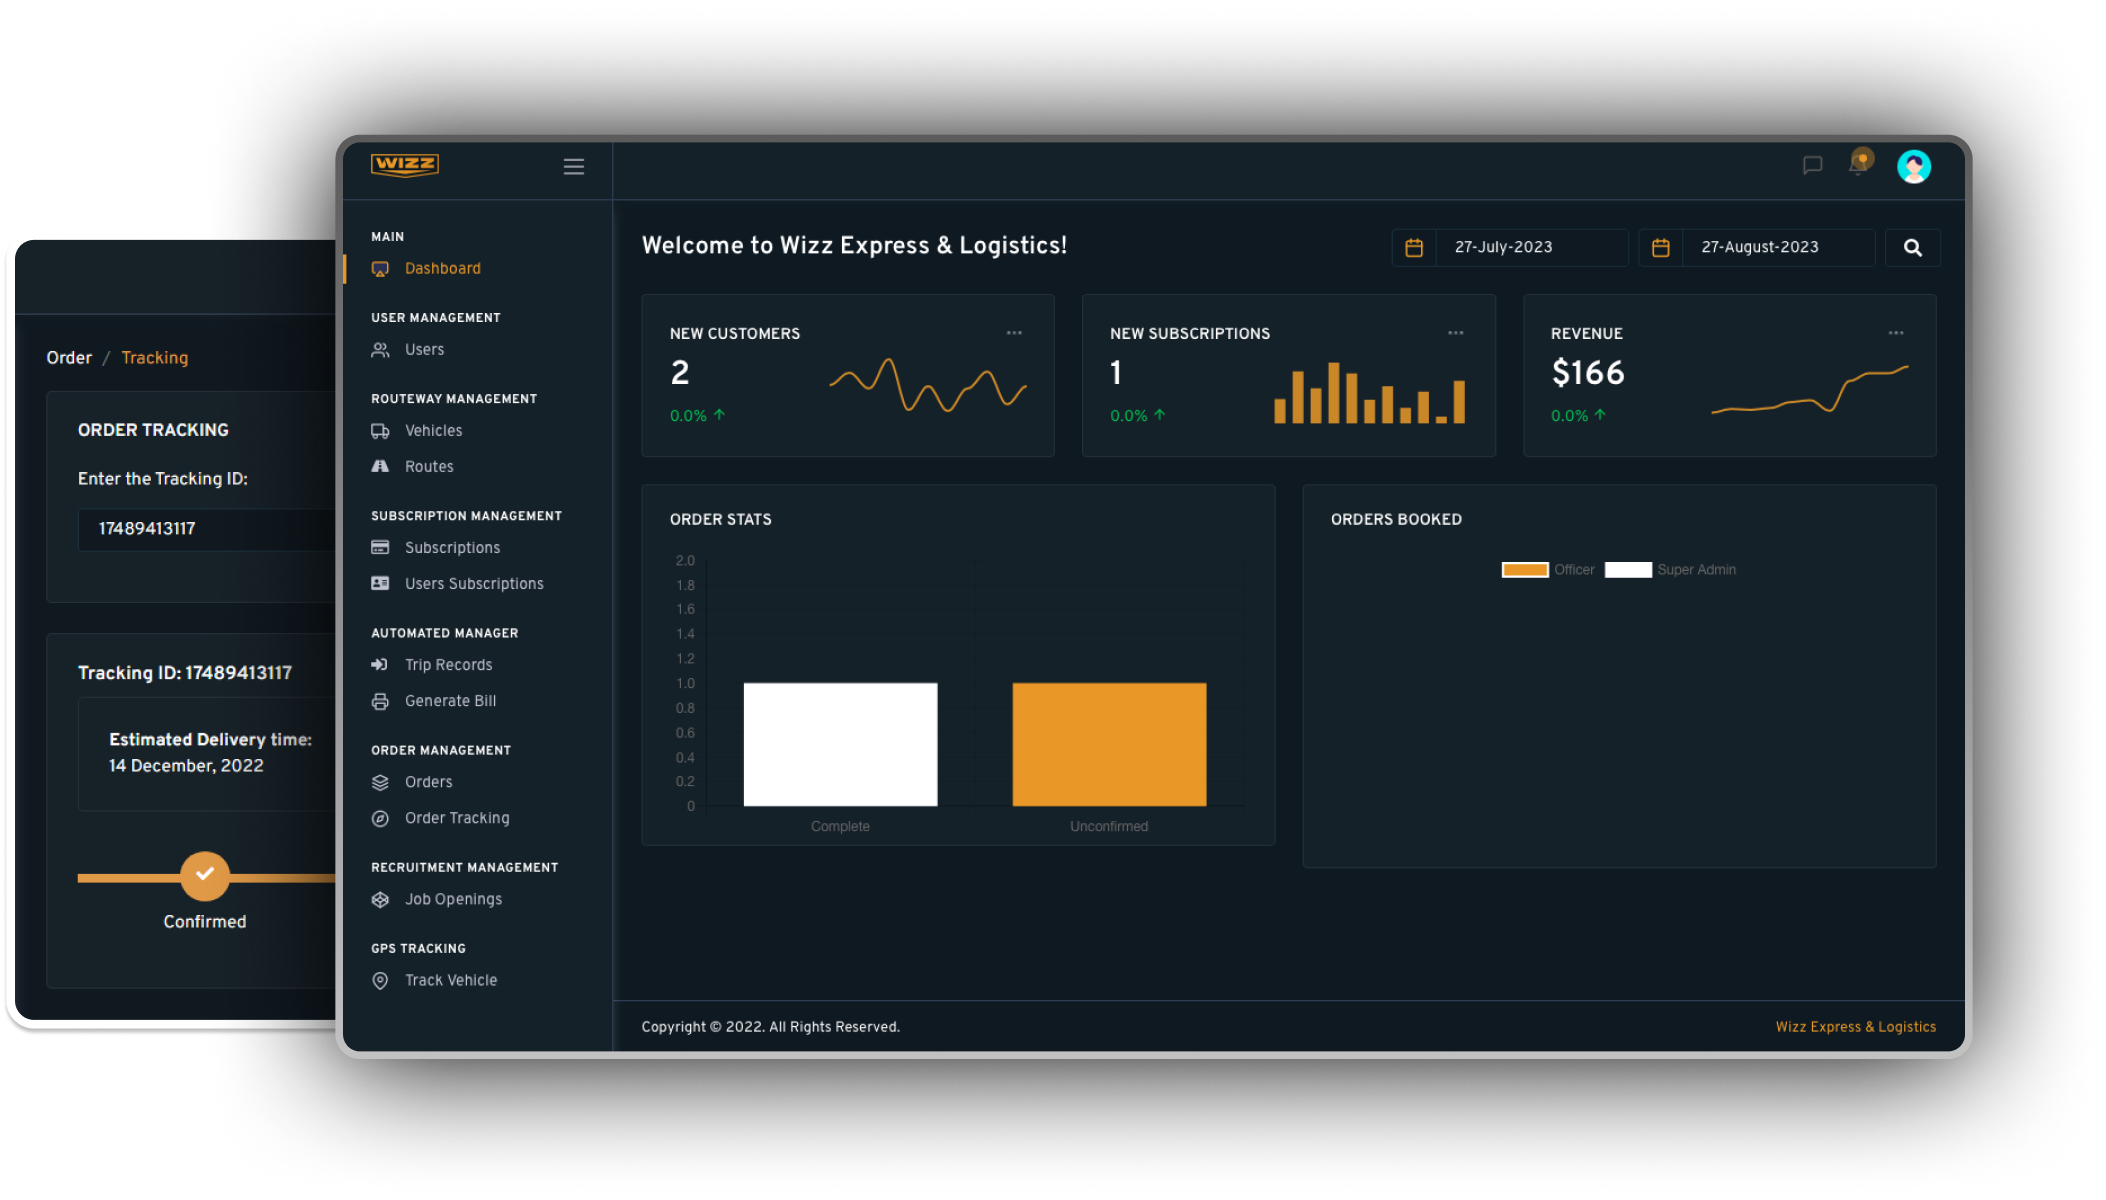 Order / Tracking
ORDER TRACKING
Enter the Tracking ID:
17489413117
Tracking ID: 17489413117
Estimated Delivery time:
14 December, 2022
Confirmed
WIZZ
MAIN
Dashboard
USER MANAGEMENT
Users
ROUTEWAY MANAGEMENT
Vehicles
Routes
SUBSCRIPTION MANAGEMENT
Subscriptions
Users Subscriptions
AUTOMATED MANAGER
Trip Records
Generate Bill
ORDER MANAGEMENT
Orders
Order Tracking
RECRUITMENT MANAGEMENT
Job Openings
GPS TRACKING
Track Vehicle
Welcome to Wizz Express & Logistics!
27-July-2023
27-August-2023
NEW CUSTOMERS
2
0.0% ↑
NEW SUBSCRIPTIONS
1
0.0% ↑
REVENUE
$166
0.0% ↑
ORDER STATS
2.0
1.8
1.6
1.4
1.2
1.0
0.8
0.6
0.4
0.2
0
Complete
Unconfirmed
ORDERS BOOKED
Officer
Super Admin
Copyright © 2022. All Rights Reserved.
Wizz Express & Logistics